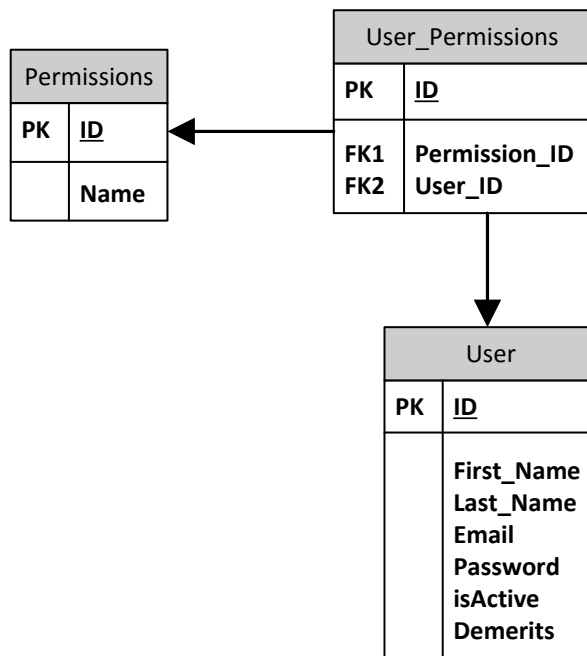 Permissions
PK ID
Name
User_Permissions
PK ID
FK1 Permission_ID
FK2 User_ID
User
PK ID
First_Name
Last_Name
Email
Password
isActive
Demerits